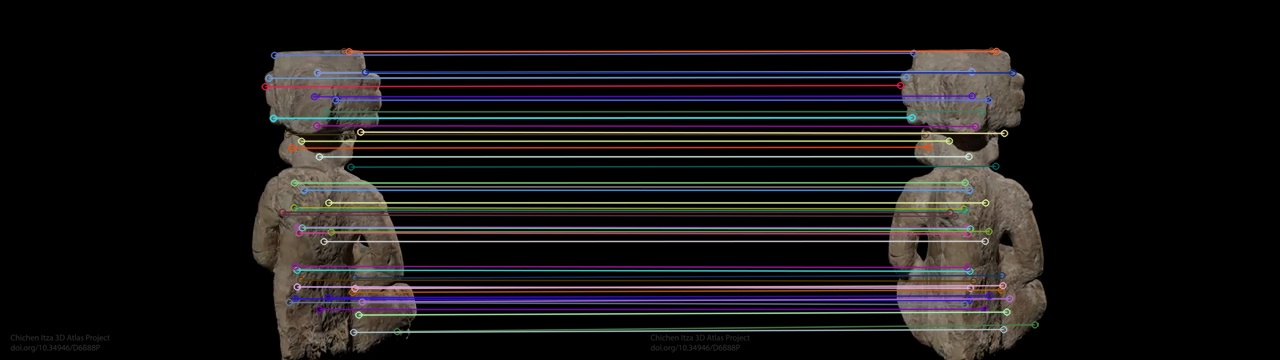 Chichen Itza 3D Atlas Project
doi.org/10.34946/D6B88P
Chichen Itza 3D Atlas Project
doi.org/10.34946/D6B88P